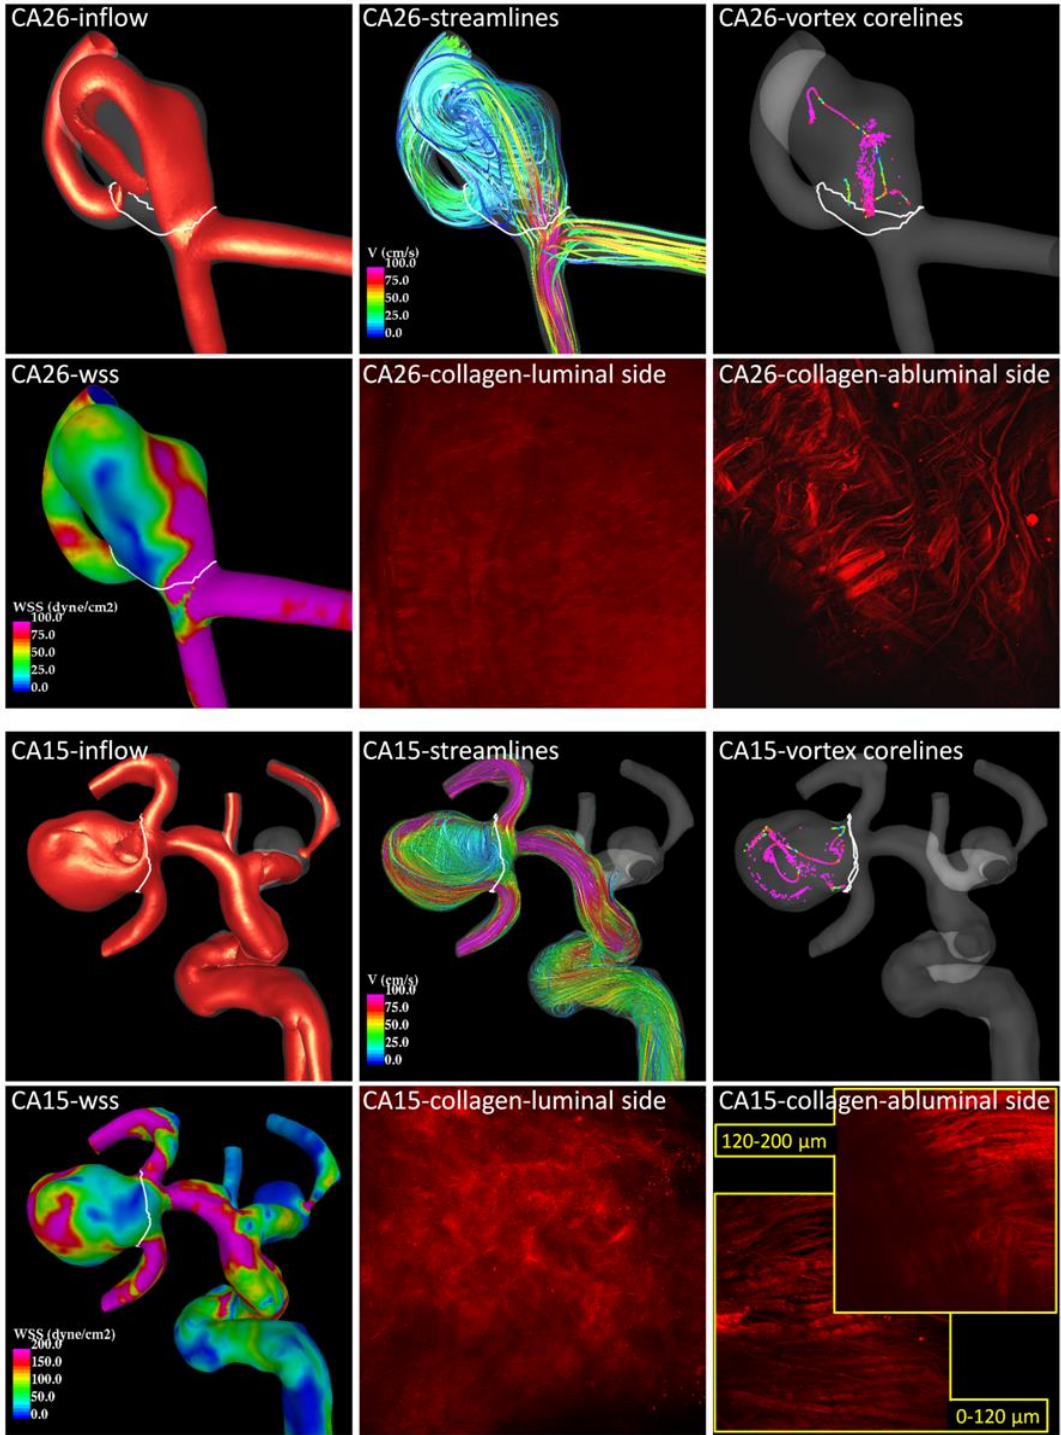 CA26-inflow
CA26-streamlines
CA26-vortex corelines
V (cm/s)
100.0
75.0
50.0
25.0
0.0
CA26-wss
CA26-collagen-luminal side
CA26-collagen-abluminal side
WSS (dyne/cm2)
100.0
75.0
50.0
25.0
0.0
CA15-inflow
CA15-streamlines
CA15-vortex corelines
V (cm/s)
100.0
75.0
50.0
25.0
0.0
CA15-wss
CA15-collagen-luminal side
CA15-collagen-abluminal side
120-200 μm
WSS (dyne/cm2)
200.0
150.0
100.0
50.0
0.0
0-120 μm